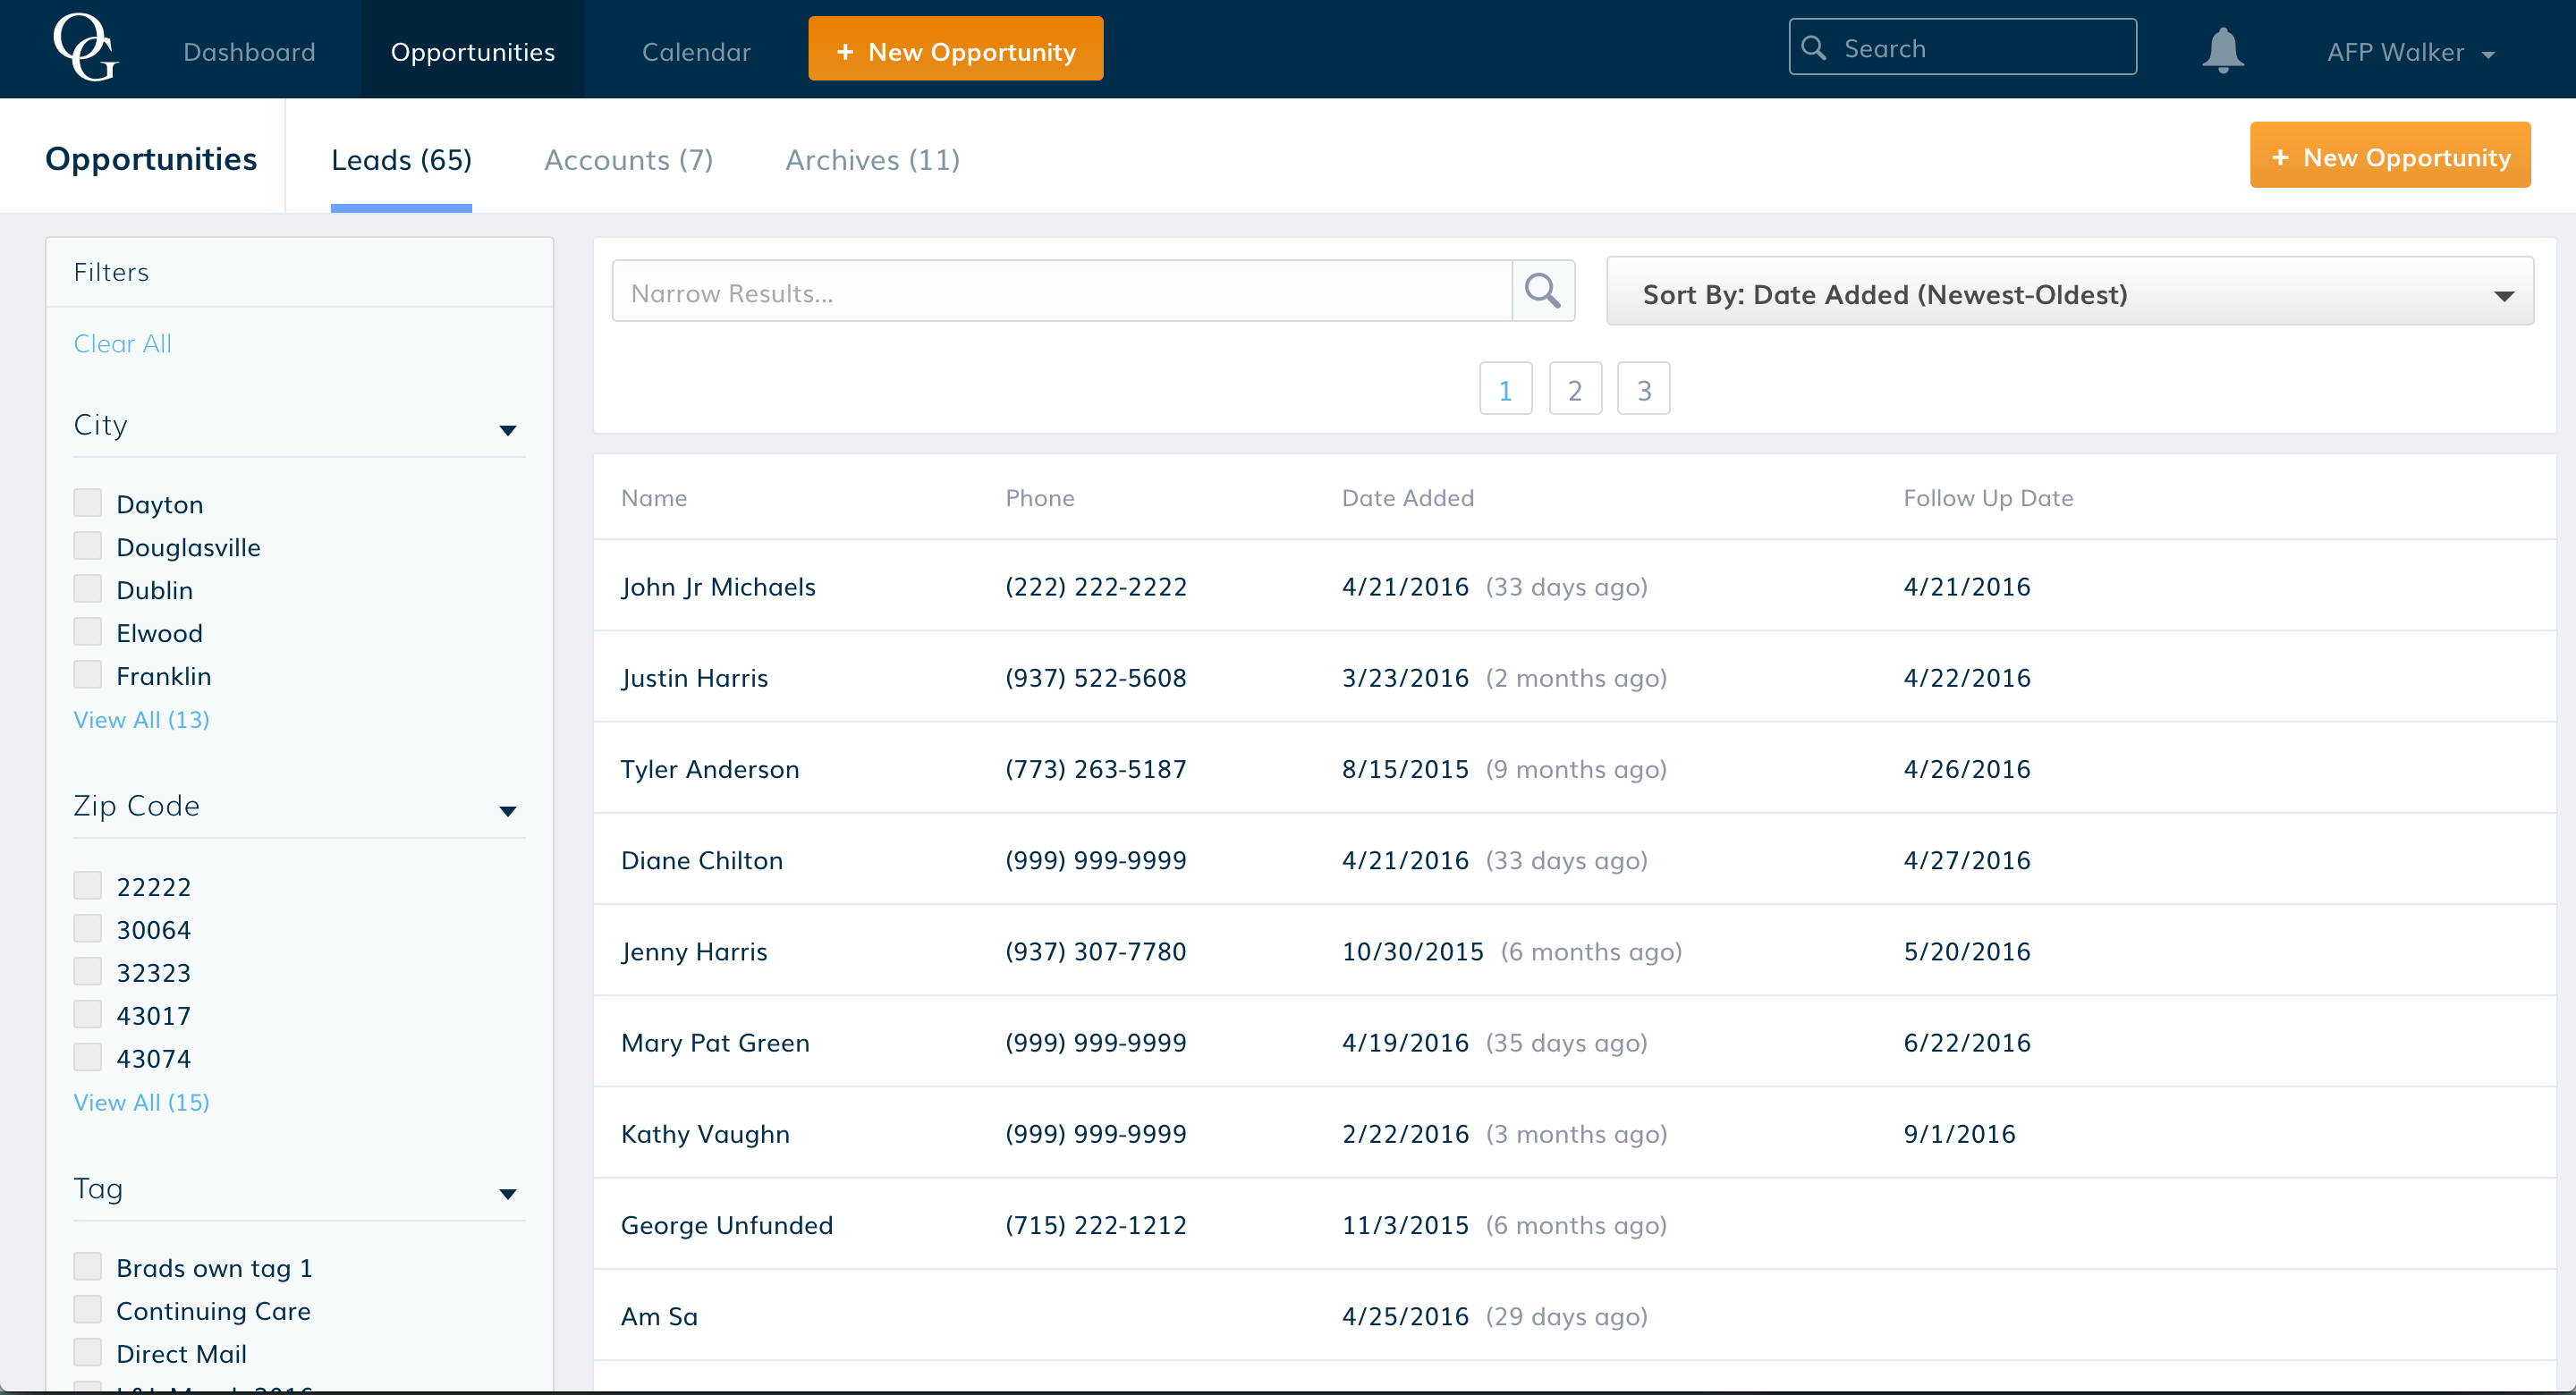 OG Dashboard Opportunities Calendar + New Opportunity Search AFP Walker
Opportunities Leads (65) Accounts (7) Archives (11) + New Opportunity
Filters
Clear All
City
Dayton
Douglasville
Dublin
Elwood
Franklin
View All (13)
Zip Code
22222
30064
32323
43017
43074
View All (15)
Tag
Brads own tag 1
Continuing Care
Direct Mail
Narrow Results... Sort By: Date Added (Newest-Oldest)
1 2 3
Name Phone Date Added Follow Up Date
John Jr Michaels (222) 222-2222 4/21/2016 (33 days ago) 4/21/2016
Justin Harris (937) 522-5608 3/23/2016 (2 months ago) 4/22/2016
Tyler Anderson (773) 263-5187 8/15/2015 (9 months ago) 4/26/2016
Diane Chilton (999) 999-9999 4/21/2016 (33 days ago) 4/27/2016
Jenny Harris (937) 307-7780 10/30/2015 (6 months ago) 5/20/2016
Mary Pat Green (999) 999-9999 4/19/2016 (35 days ago) 6/22/2016
Kathy Vaughn (999) 999-9999 2/22/2016 (3 months ago) 9/1/2016
George Unfunded (715) 222-1212 11/3/2015 (6 months ago)
Am Sa 4/25/2016 (29 days ago)